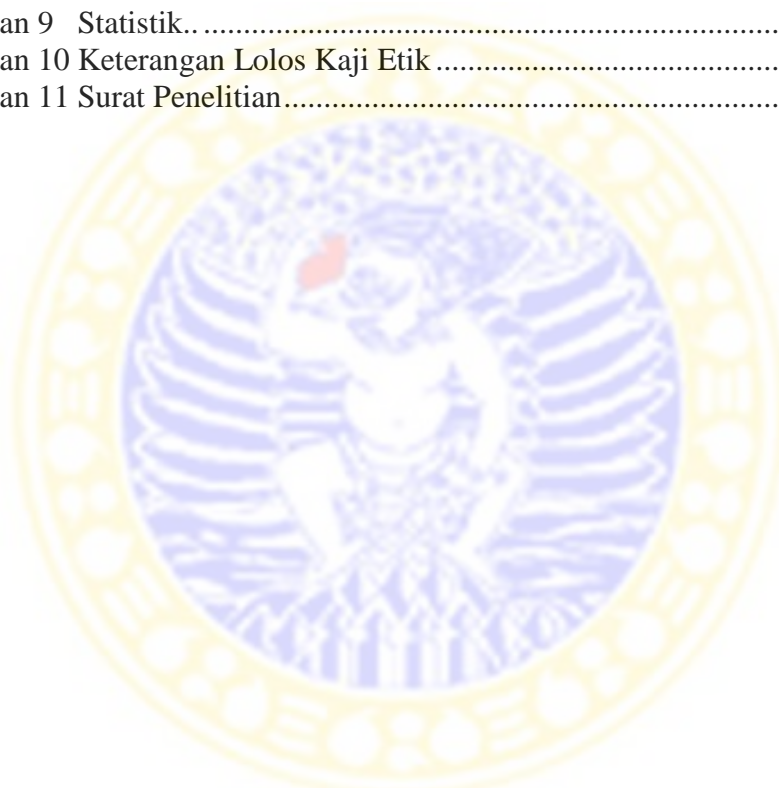 an 9 Statistik.. ........................................................................
an 10 Keterangan Lolos Kaji Etik ...........................................
an 11 Surat Penelitian..............................................................